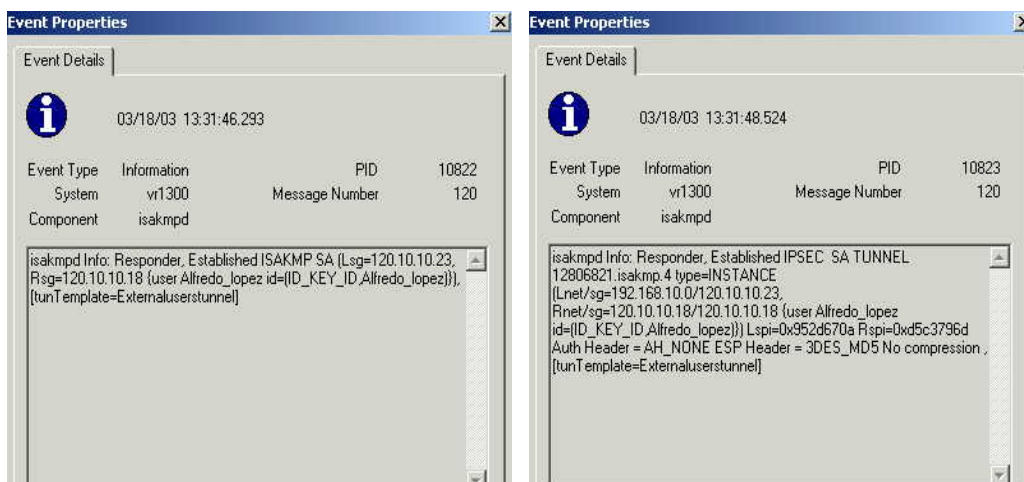 Event Properties
Event Details
03/18/03 13:31:46.293
Event Type Information PID 10822
System vr1300 Message Number 120
Component isakmpd
isakmpd Info: Responder, Established ISAKMP SA (Lsg=120.10.10.23,
Rsg=120.10.10.18 {user Alfredo_lopez id=(ID_KEY_ID,Alfredo_lopez)}),
[tunTemplate=Externaluserstunnel]
Event Properties
Event Details
03/18/03 13:31:48.524
Event Type Information PID 10823
System vr1300 Message Number 120
Component isakmpd
isakmpd Info: Responder, Established IPSEC SA TUNNEL
12806821.isakmp.4 type=INSTANCE
(Lnet/sg=192.168.10.0/120.10.10.23,
Rnet/sg=120.10.10.18/120.10.10.18 {user Alfredo_lopez
id=(ID_KEY_ID,Alfredo_lopez)}) Lspi=0x952d670a Rspi=0xd5c3796d
Auth Header = AH_NONE ESP Header = 3DES_MD5 No compression ,
[tunTemplate=Externaluserstunnel]